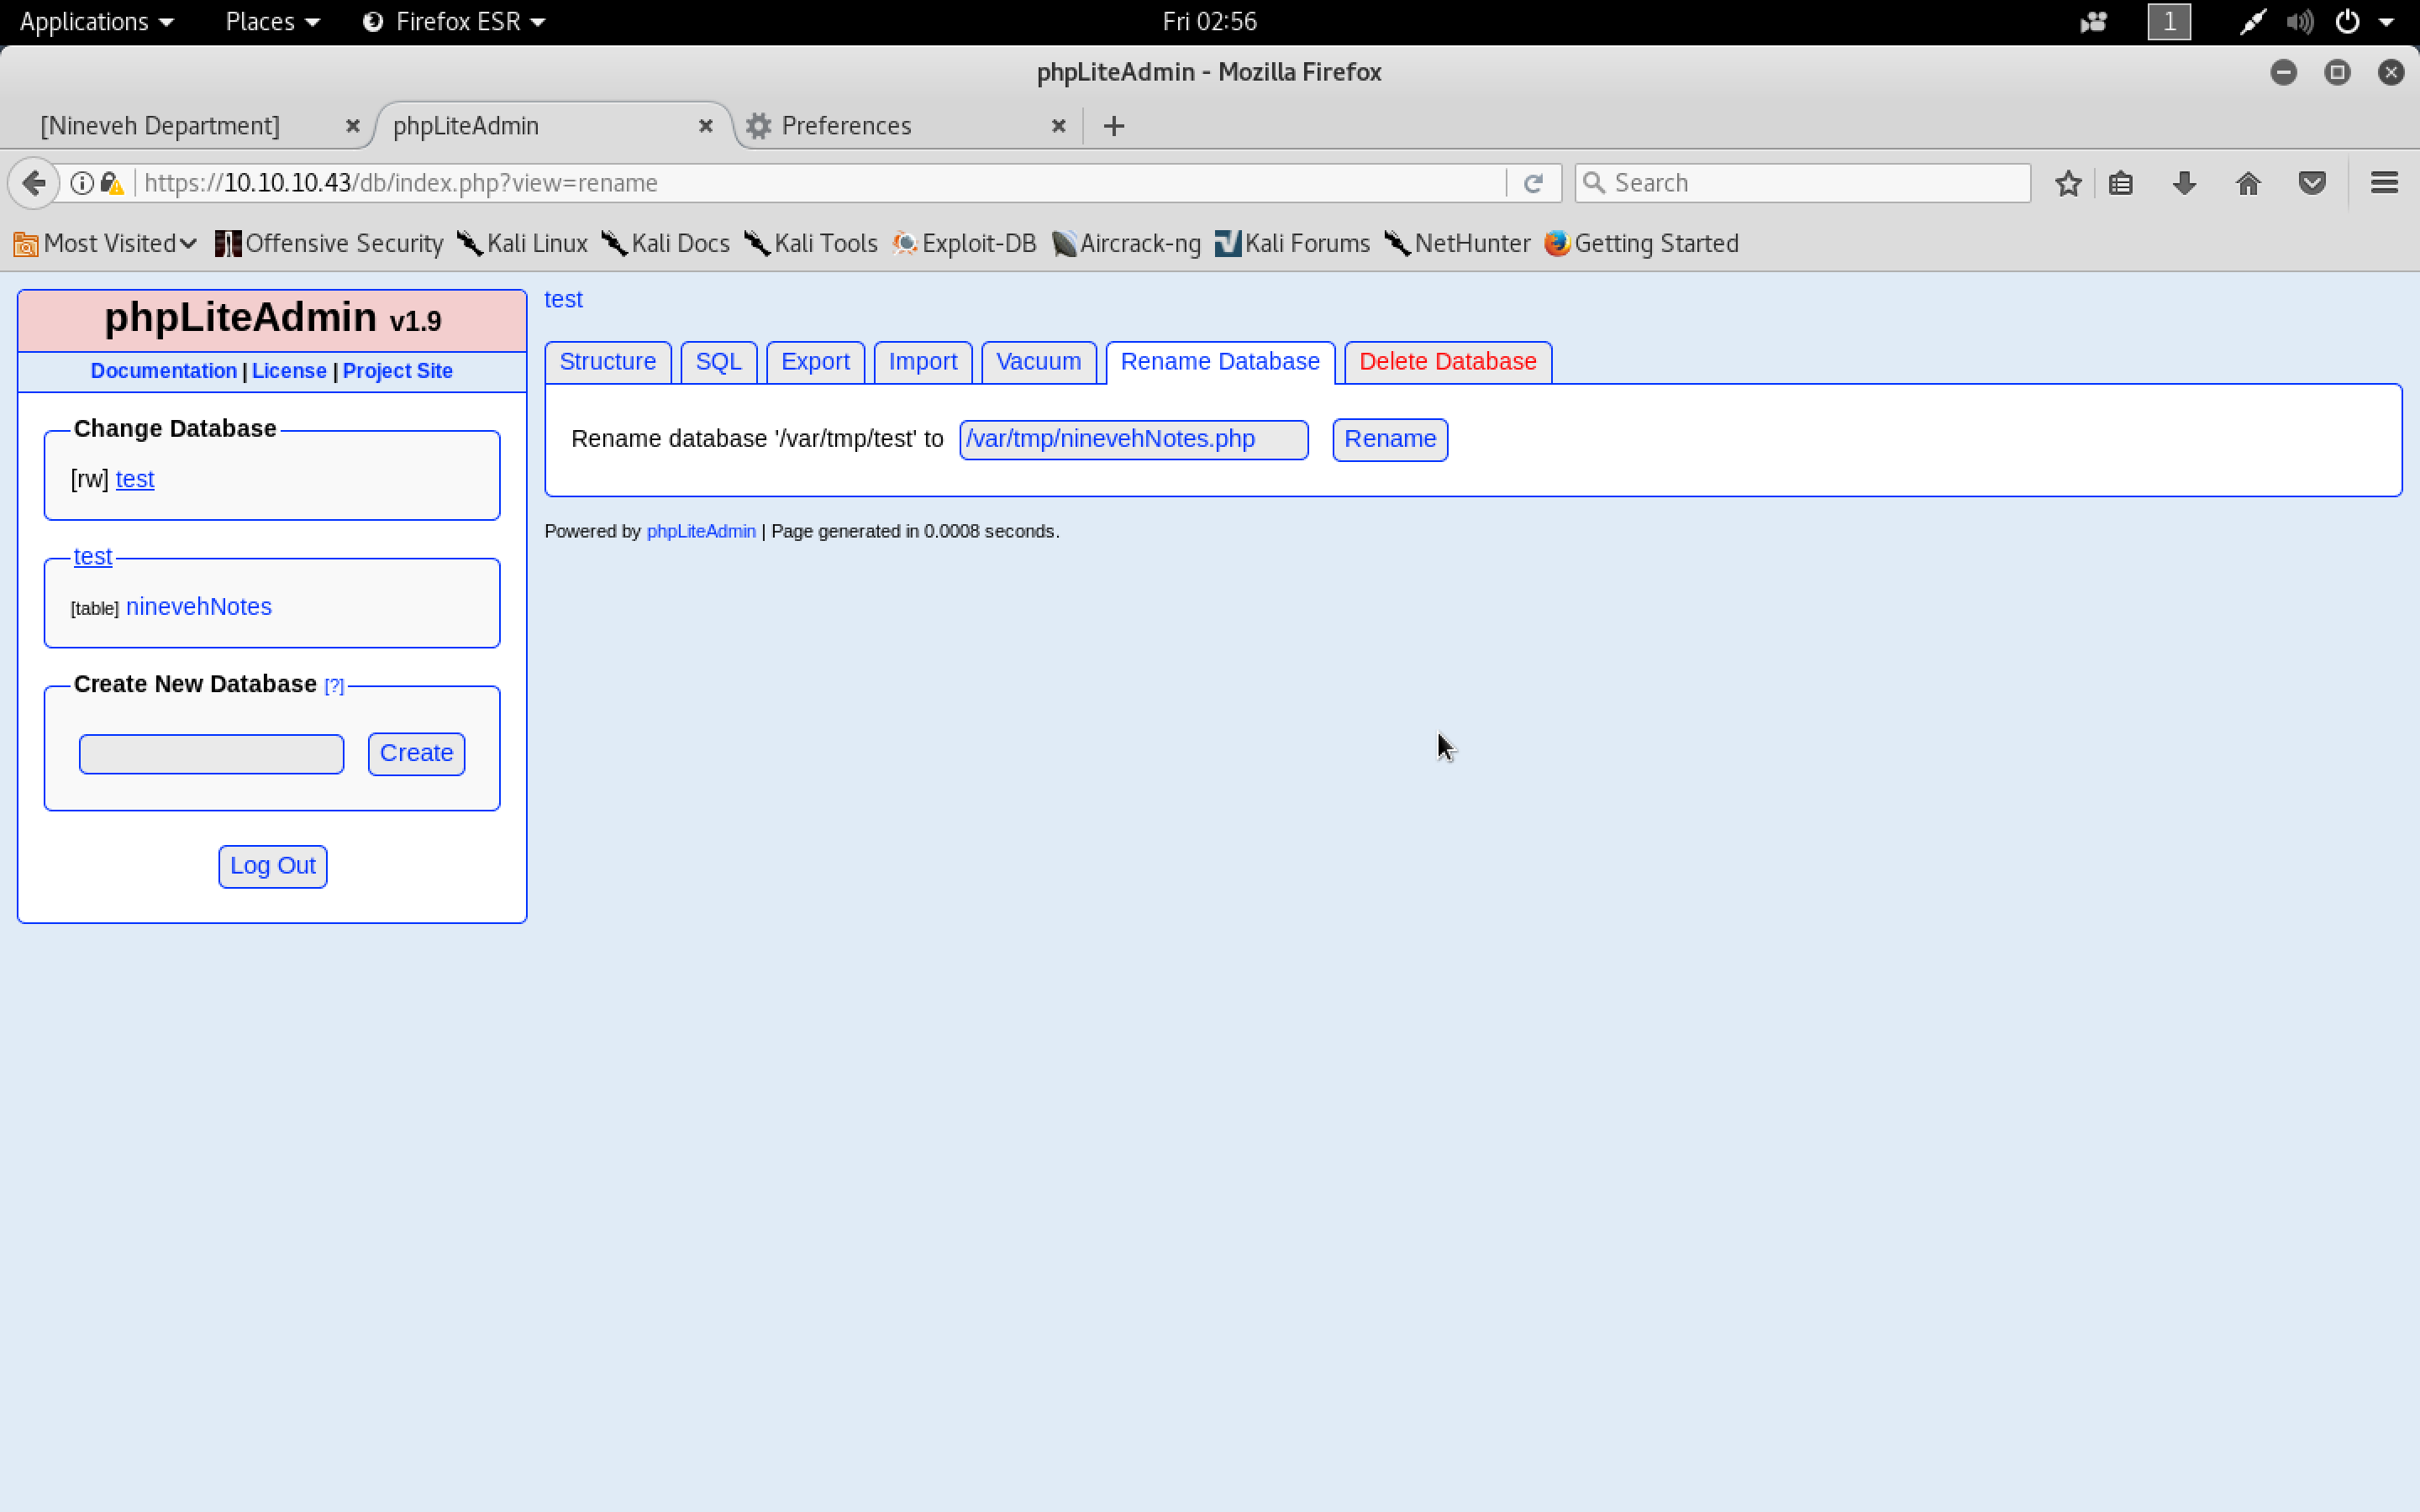 Applications Places Firefox ESR Fri 02:56 1
phpLiteAdmin - Mozilla Firefox
[Nineveh Department] phpLiteAdmin Preferences
https://10.10.10.43/db/index.php?view=rename Search
Most Visited Offensive Security Kali Linux Kali Docs Kali Tools Exploit-DB Aircrack-ng Kali Forums NetHunter Getting Started
phpLiteAdmin v1.9
Documentation | License | Project Site
Change Database
[rw] test
test
[table] ninevehNotes
Create New Database [?]
Create
Log Out
test
Structure SQL Export Import Vacuum Rename Database Delete Database
Rename database '/var/tmp/test' to /var/tmp/ninevehNotes.php Rename
Powered by phpLiteAdmin | Page generated in 0.0008 seconds.